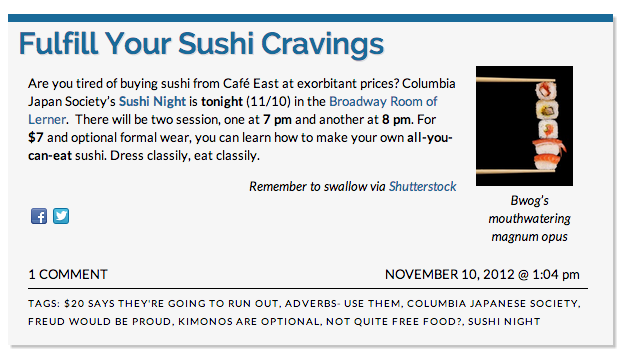 Fulfill Your Sushi Cravings
Are you tired of buying sushi from Café East at exorbitant prices? Columbia
Japan Society's Sushi Night is tonight (11/10) in the Broadway Room of
Lerner.  There will be two session, one at 7 pm and another at 8 pm. For
$7 and optional formal wear, you can learn how to make your own all-you-
can-eat sushi. Dress classily, eat classily.
Remember to swallow via Shutterstock
Bwog's
mouthwatering
magnum opus
1 COMMENT
NOVEMBER 10, 2012 @ 1:04 pm
TAGS: $20 SAYS THEY'RE GOING TO RUN OUT, ADVERBS- USE THEM, COLUMBIA JAPANESE SOCIETY,
FREUD WOULD BE PROUD, KIMONOS ARE OPTIONAL, NOT QUITE FREE FOOD?, SUSHI NIGHT